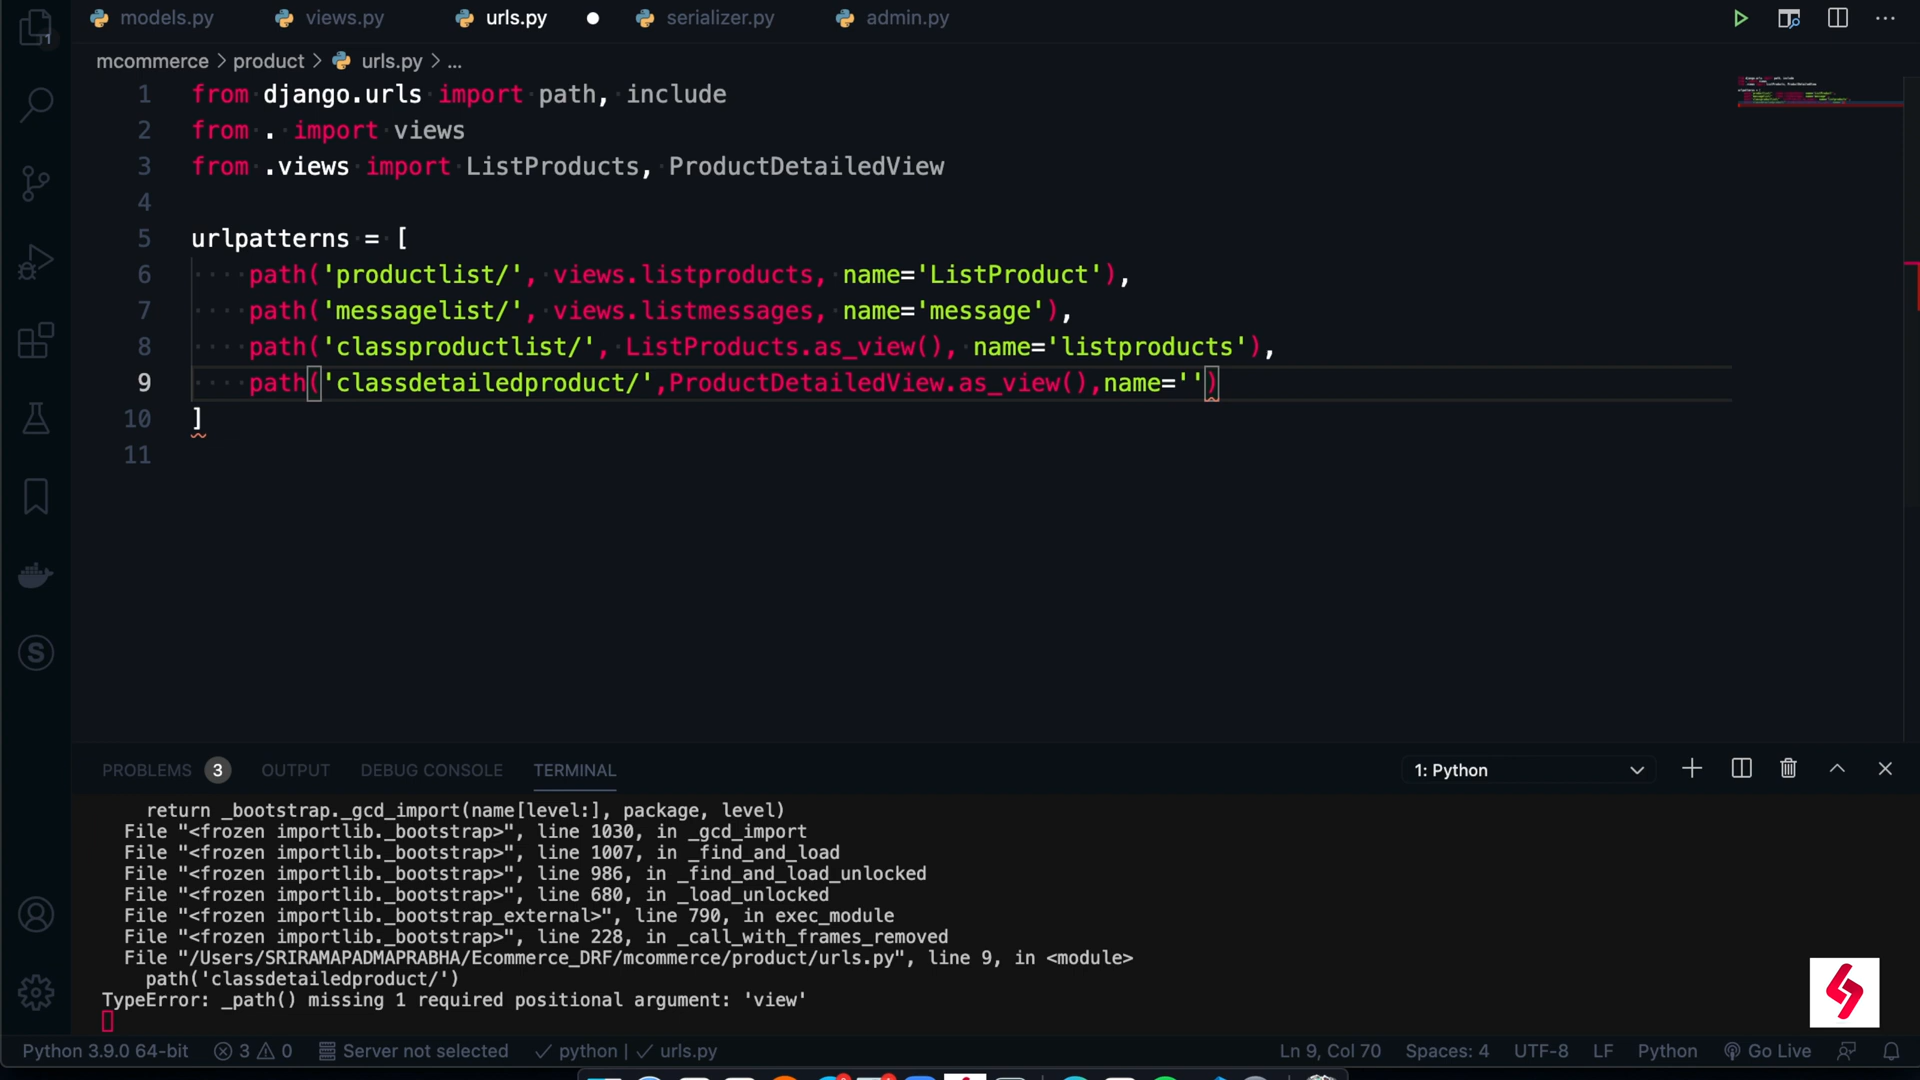 models.py views.py urls.py serializer.py admin.py
mcommerce > product > urls.py > ...
1 from django.urls import path, include
2 from . import views
3 from .views import ListProducts, ProductDetailedView
4
5 urlpatterns = [
6 path('productlist/', views.listproducts, name='ListProduct'),
7 path('messagelist/', views.listmessages, name='message'),
8 path('classproductlist/', ListProducts.as_view(), name='listproducts'),
9 path('classdetailedproduct/',ProductDetailedView.as_view(),name='')
10 ]
11
PROBLEMS 3 OUTPUT DEBUG CONSOLE TERMINAL 1: Python
return _bootstrap._gcd_import(name[level:], package, level)
File "<frozen importlib._bootstrap>", line 1030, in _gcd_import
File "<frozen importlib._bootstrap>", line 1007, in _find_and_load
File "<frozen importlib._bootstrap>", line 986, in _find_and_load_unlocked
File "<frozen importlib._bootstrap>", line 680, in _load_unlocked
File "<frozen importlib._bootstrap_external>", line 790, in exec_module
File "<frozen importlib._bootstrap>", line 228, in _call_with_frames_removed
File "/Users/SRIRAMAPADMAPRABHA/Ecommerce_DRF/mcommerce/product/urls.py", line 9, in <module>
path('classdetailedproduct/')
TypeError: _path() missing 1 required positional argument: 'view'
Python 3.9.0 64-bit 3 0 Server not selected python | urls.py Ln 9, Col 70 Spaces: 4 UTF-8 LF Python Go Live